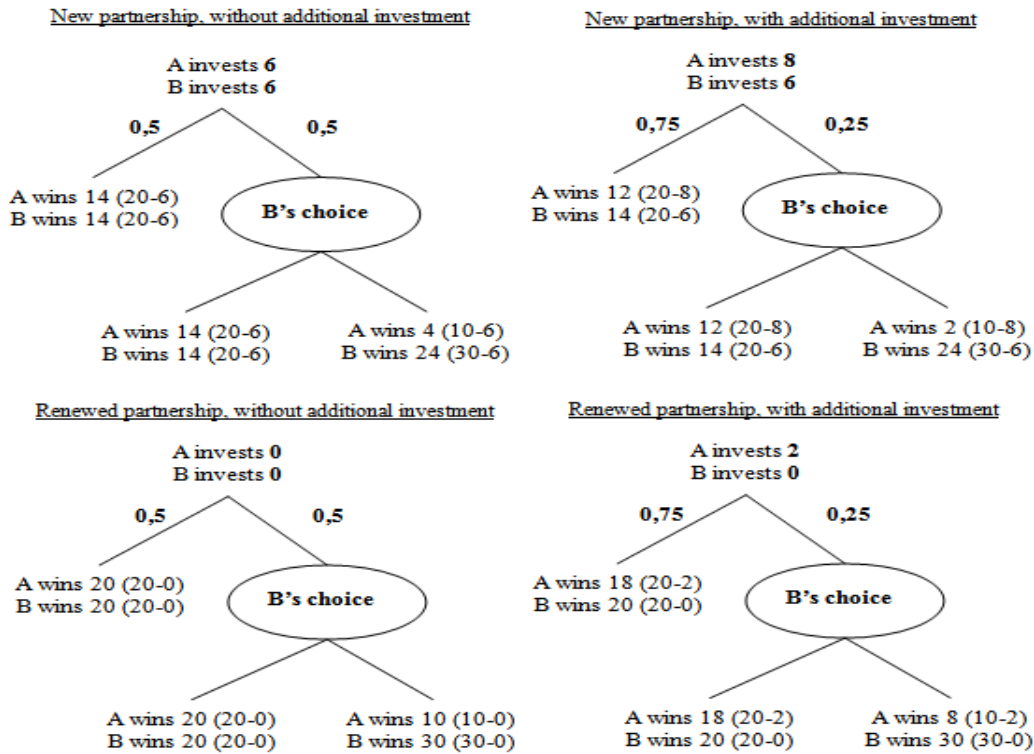 New partnership, without additional investment
A invests 6
B invests 6
0,5
0,5
A wins 14 (20-6)
B wins 14 (20-6)
B's choice
A wins 14 (20-6)
B wins 14 (20-6)
A wins 4 (10-6)
B wins 24 (30-6)
New partnership, with additional investment
A invests 8
B invests 6
0,75
0,25
A wins 12 (20-8)
B wins 14 (20-6)
B's choice
A wins 12 (20-8)
B wins 14 (20-6)
A wins 2 (10-8)
B wins 24 (30-6)
Renewed partnership, without additional investment
A invests 0
B invests 0
0,5
0,5
A wins 20 (20-0)
B wins 20 (20-0)
B's choice
A wins 20 (20-0)
B wins 20 (20-0)
A wins 10 (10-0)
B wins 30 (30-0)
Renewed partnership, with additional investment
A invests 2
B invests 0
0,75
0,25
A wins 18 (20-2)
B wins 20 (20-0)
B's choice
A wins 18 (20-2)
B wins 20 (20-0)
A wins 8 (10-2)
B wins 30 (30-0)